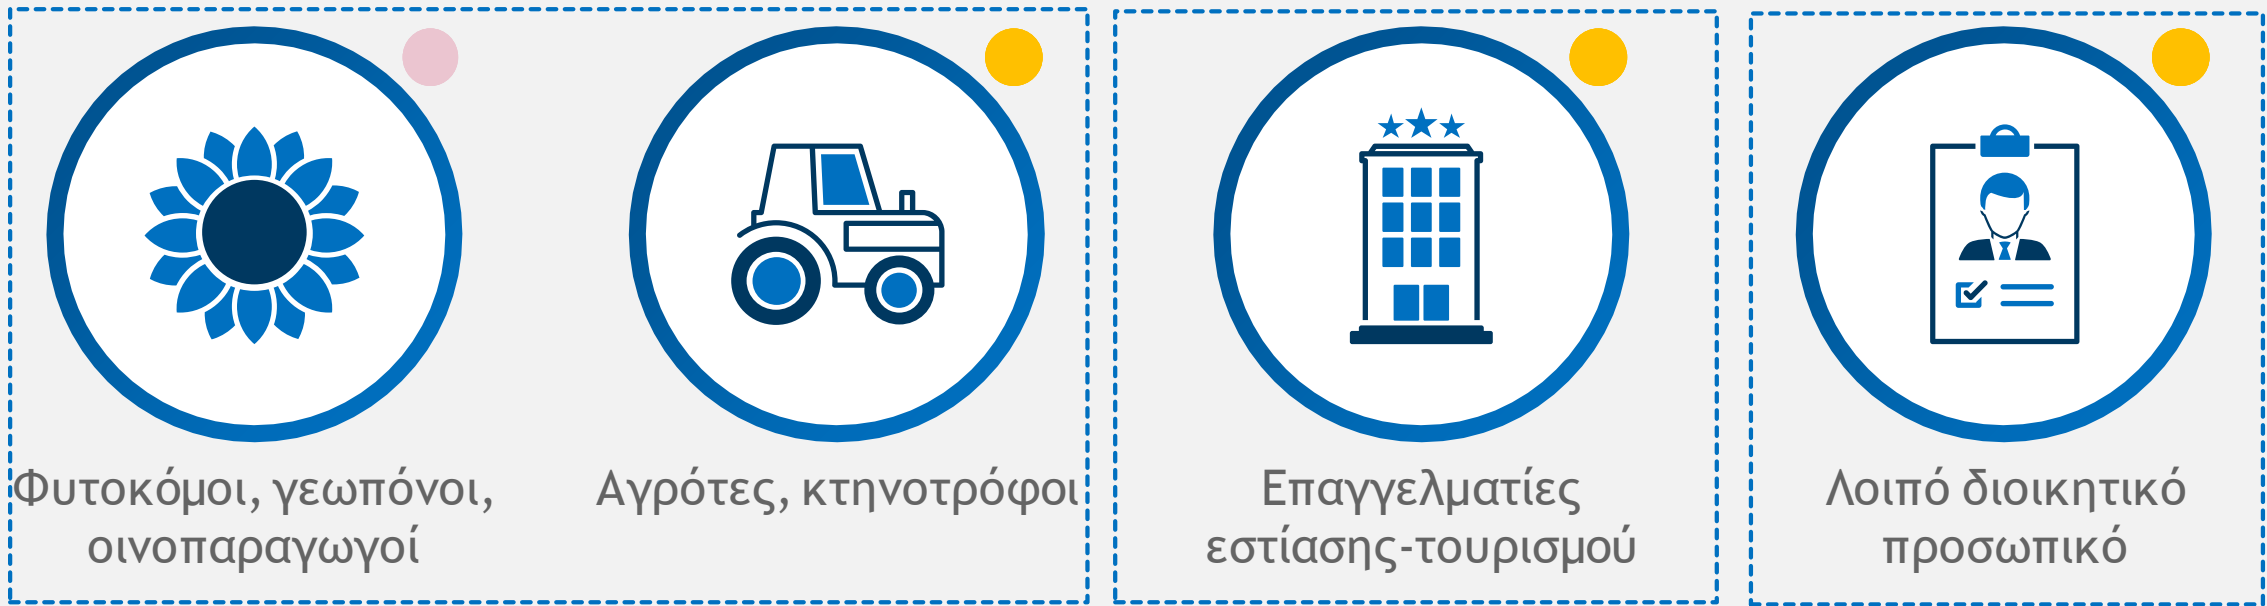 Φυτοκόμοι, γεωπόνοι,
οινοπαραγωγοί
Αγρότες, κτηνοτρόφοι
Επαγγελματίες
εστίασης-τουρισμού
Λοιπό διοικητικό
προσωπικό